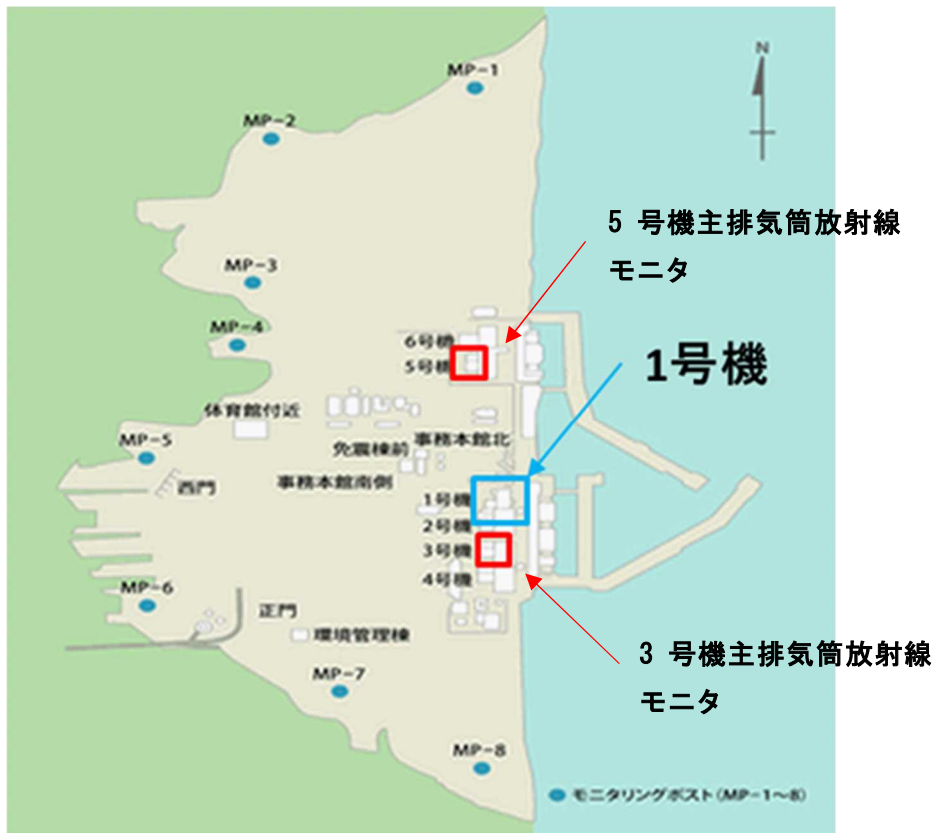 MP-1
N
MP-2
5 号機主排気筒放射線
モニタ
MP-3
MP-4
6号機
5号機
1号機
体育館付近
MP-5
免震棟前
事務本館北
西門
事務本館南側
1号機
2号機
3号機
4号機
MP-6
正門
環境管理棟
3 号機主排気筒放射線
モニタ
MP-7
MP-8
モニタリングポスト(MP-1～8)